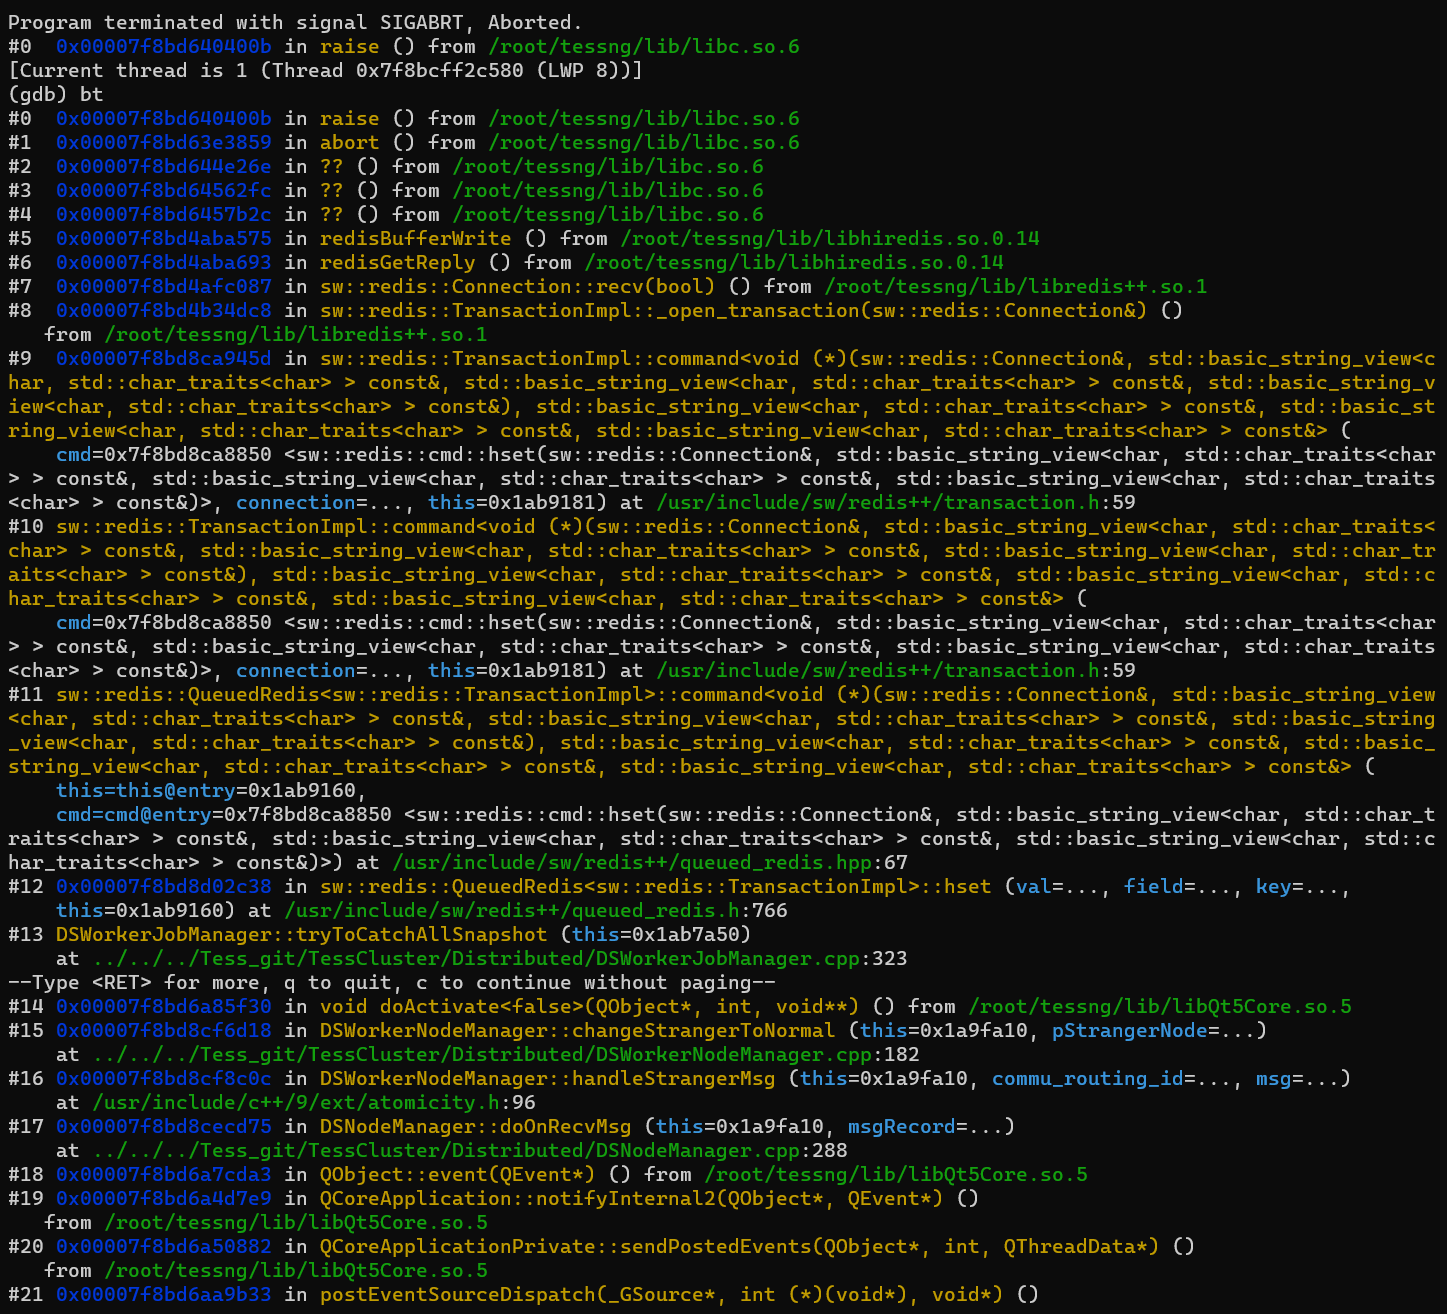 Program terminated with signal SIGABRT, Aborted.
#0  0x00007f8bd640400b in raise () from /root/tessng/lib/libc.so.6
[Current thread is 1 (Thread 0x7f8bcff2c580 (LWP 8))]
(gdb) bt
#0  0x00007f8bd640400b in raise () from /root/tessng/lib/libc.so.6
#1  0x00007f8bd63e3859 in abort () from /root/tessng/lib/libc.so.6
#2  0x00007f8bd644e26e in ?? () from /root/tessng/lib/libc.so.6
#3  0x00007f8bd64562fc in ?? () from /root/tessng/lib/libc.so.6
#4  0x00007f8bd6457b2c in ?? () from /root/tessng/lib/libc.so.6
#5  0x00007f8bd4aba575 in redisBufferWrite () from /root/tessng/lib/libhiredis.so.0.14
#6  0x00007f8bd4aba693 in redisGetReply () from /root/tessng/lib/libhiredis.so.0.14
#7  0x00007f8bd4afc087 in sw::redis::Connection::recv(bool) () from /root/tessng/lib/libredis++.so.1
#8  0x00007f8bd4b34dc8 in sw::redis::TransactionImpl::_open_transaction(sw::redis::Connection&) ()
   from /root/tessng/lib/libredis++.so.1
#9  0x00007f8bd8ca945d in sw::redis::TransactionImpl::command<void (*)(sw::redis::Connection&, std::basic_string_view<c
har, std::char_traits<char> > const&, std::basic_string_view<char, std::char_traits<char> > const&, std::basic_string_v
iew<char, std::char_traits<char> > const&), std::basic_string_view<char, std::char_traits<char> > const&, std::basic_st
ring_view<char, std::char_traits<char> > const&, std::basic_string_view<char, std::char_traits<char> > const&> (
    cmd=0x7f8bd8ca8850 <sw::redis::cmd::hset(sw::redis::Connection&, std::basic_string_view<char, std::char_traits<char
> > const&, std::basic_string_view<char, std::char_traits<char> > const&, std::basic_string_view<char, std::char_traits
<char> > const&)>, connection=..., this=0x1ab9181) at /usr/include/sw/redis++/transaction.h:59
#10 sw::redis::TransactionImpl::command<void (*)(sw::redis::Connection&, std::basic_string_view<char, std::char_traits<
char> > const&, std::basic_string_view<char, std::char_traits<char> > const&, std::basic_string_view<char, std::char_tr
aits<char> > const&), std::basic_string_view<char, std::char_traits<char> > const&, std::basic_string_view<char, std::c
har_traits<char> > const&, std::basic_string_view<char, std::char_traits<char> > const&> (
    cmd=0x7f8bd8ca8850 <sw::redis::cmd::hset(sw::redis::Connection&, std::basic_string_view<char, std::char_traits<char
> > const&, std::basic_string_view<char, std::char_traits<char> > const&, std::basic_string_view<char, std::char_traits
<char> > const&)>, connection=..., this=0x1ab9181) at /usr/include/sw/redis++/transaction.h:59
#11 sw::redis::QueuedRedis<sw::redis::TransactionImpl>::command<void (*)(sw::redis::Connection&, std::basic_string_view
<char, std::char_traits<char> > const&, std::basic_string_view<char, std::char_traits<char> > const&, std::basic_string
_view<char, std::char_traits<char> > const&), std::basic_string_view<char, std::char_traits<char> > const&, std::basic_
string_view<char, std::char_traits<char> > const&, std::basic_string_view<char, std::char_traits<char> > const&> (
    this=this@entry=0x1ab9160,
    cmd=cmd@entry=0x7f8bd8ca8850 <sw::redis::cmd::hset(sw::redis::Connection&, std::basic_string_view<char, std::char_t
raits<char> > const&, std::basic_string_view<char, std::char_traits<char> > const&, std::basic_string_view<char, std::c
har_traits<char> > const&)>) at /usr/include/sw/redis++/queued_redis.hpp:67
#12 0x00007f8bd8d02c38 in sw::redis::QueuedRedis<sw::redis::TransactionImpl>::hset (val=..., field=..., key=...,
    this=0x1ab9160) at /usr/include/sw/redis++/queued_redis.h:766
#13 DSWorkerJobManager::tryToCatchAllSnapshot (this=0x1ab7a50)
    at ../../../Tess_git/TessCluster/Distributed/DSWorkerJobManager.cpp:323
--Type <RET> for more, q to quit, c to continue without paging--
#14 0x00007f8bd6a85f30 in void doActivate<false>(QObject*, int, void**) () from /root/tessng/lib/libQt5Core.so.5
#15 0x00007f8bd8cf6d18 in DSWorkerNodeManager::changeStrangerToNormal (this=0x1a9fa10, pStrangerNode=...)
    at ../../../Tess_git/TessCluster/Distributed/DSWorkerNodeManager.cpp:182
#16 0x00007f8bd8cf8c0c in DSWorkerNodeManager::handleStrangerMsg (this=0x1a9fa10, commu_routing_id=..., msg=...)
    at /usr/include/c++/9/ext/atomicity.h:96
#17 0x00007f8bd8cecd75 in DSNodeManager::doOnRecvMsg (this=0x1a9fa10, msgRecord=...)
    at ../../../Tess_git/TessCluster/Distributed/DSNodeManager.cpp:288
#18 0x00007f8bd6a7cda3 in QObject::event(QEvent*) () from /root/tessng/lib/libQt5Core.so.5
#19 0x00007f8bd6a4d7e9 in QCoreApplication::notifyInternal2(QObject*, QEvent*) ()
   from /root/tessng/lib/libQt5Core.so.5
#20 0x00007f8bd6a50882 in QCoreApplicationPrivate::sendPostedEvents(QObject*, int, QThreadData*) ()
   from /root/tessng/lib/libQt5Core.so.5
#21 0x00007f8bd6aa9b33 in postEventSourceDispatch(_GSource*, int (*)(void*), void*) ()